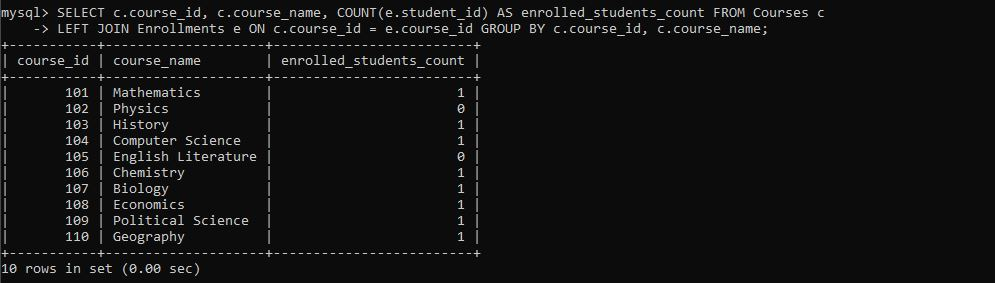 mysql> SELECT c.course_id, c.course_name, COUNT(e.student_id) AS enrolled_students_count FROM Courses c
    -> LEFT JOIN Enrollments e ON c.course_id = e.course_id GROUP BY c.course_id, c.course_name;
+-----------+--------------------+-------------------------+
| course_id | course_name        | enrolled_students_count |
+-----------+--------------------+-------------------------+
|       101 | Mathematics        |                       1 |
|       102 | Physics            |                       0 |
|       103 | History            |                       1 |
|       104 | Computer Science   |                       1 |
|       105 | English Literature |                       0 |
|       106 | Chemistry          |                       1 |
|       107 | Biology            |                       1 |
|       108 | Economics          |                       1 |
|       109 | Political Science  |                       1 |
|       110 | Geography          |                       1 |
+-----------+--------------------+-------------------------+
10 rows in set (0.00 sec)